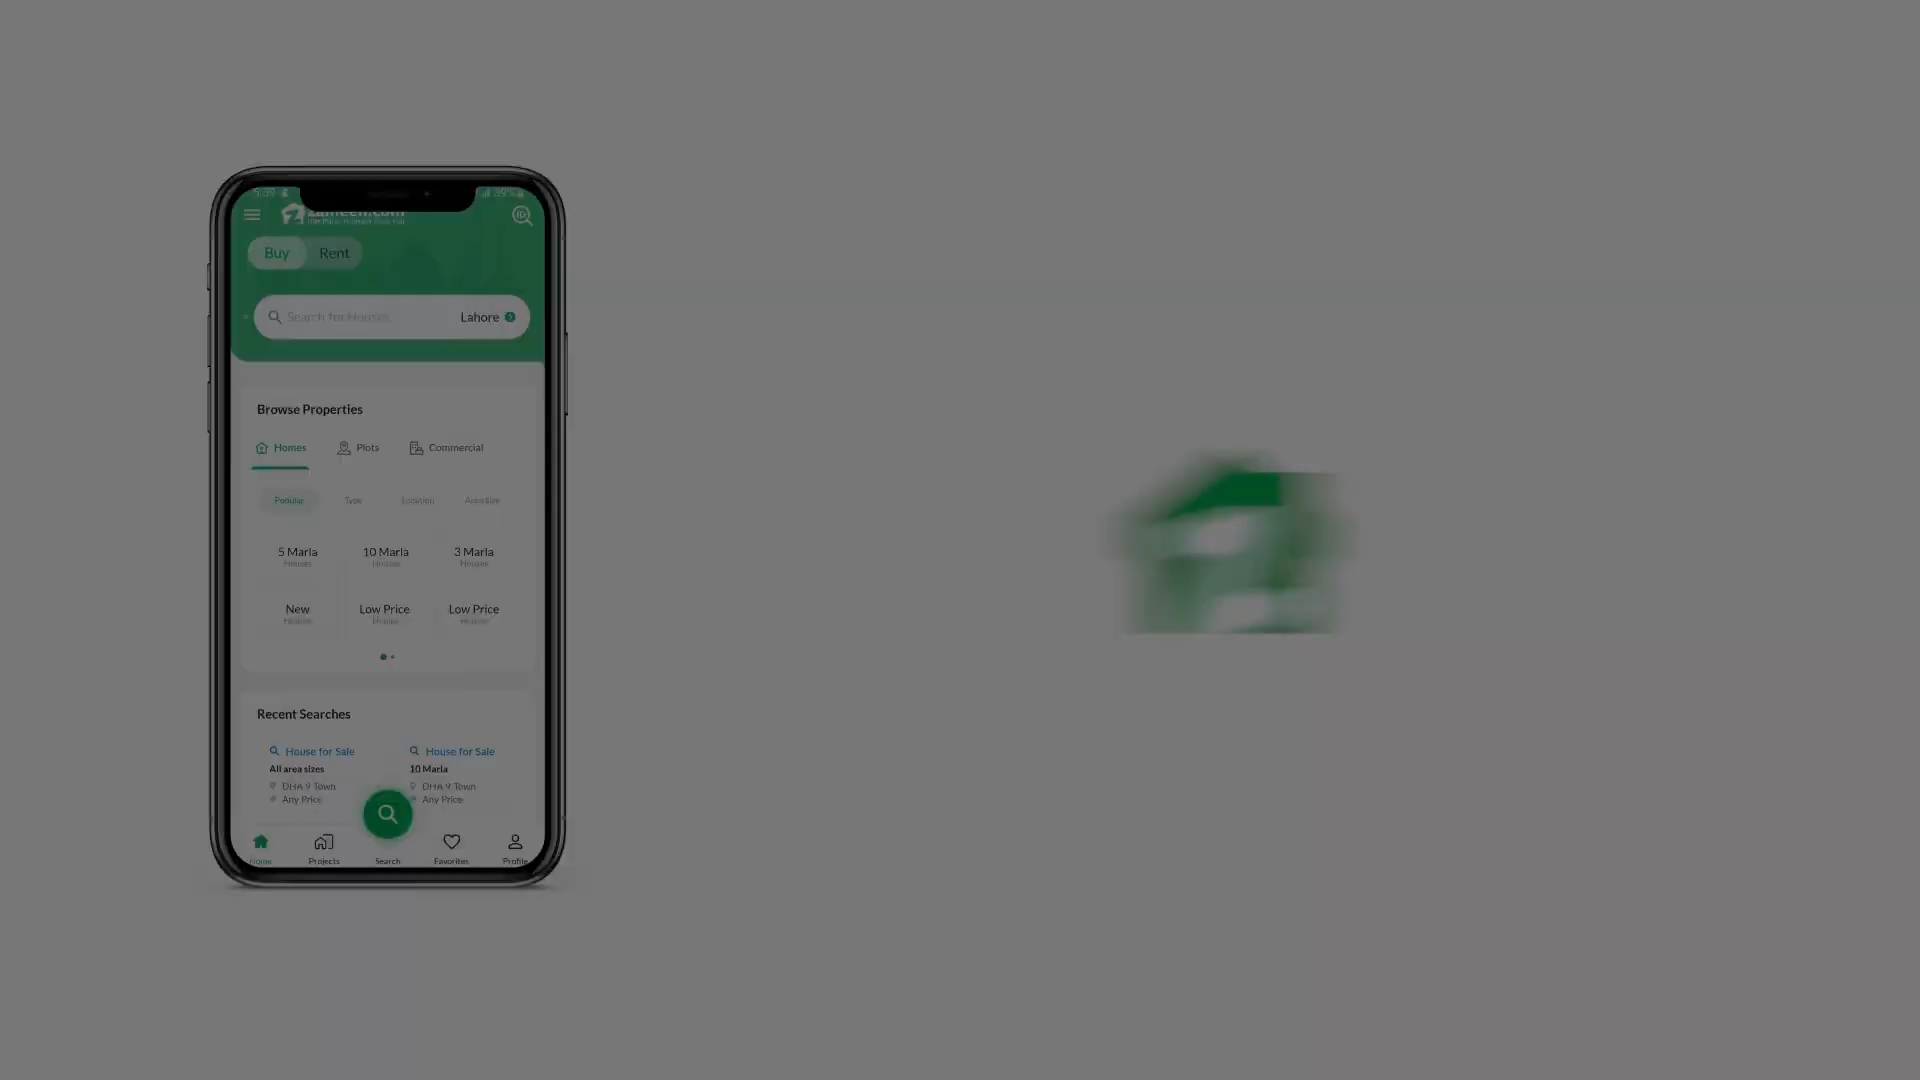 zameen.com
Buy Rent
Search for Houses Lahore
Browse Properties
Homes Plots Commercial
Popular Type Location Area Size
5 Marla 10 Marla 3 Marla
Houses Houses Houses
New Low Price Low Price
Houses Houses Houses
Recent Searches
House for Sale House for Sale
All area sizes 10 Marla
DHA 9 Town DHA 9 Town
Any Price Any Price
Home Projects Search Favorites Profile